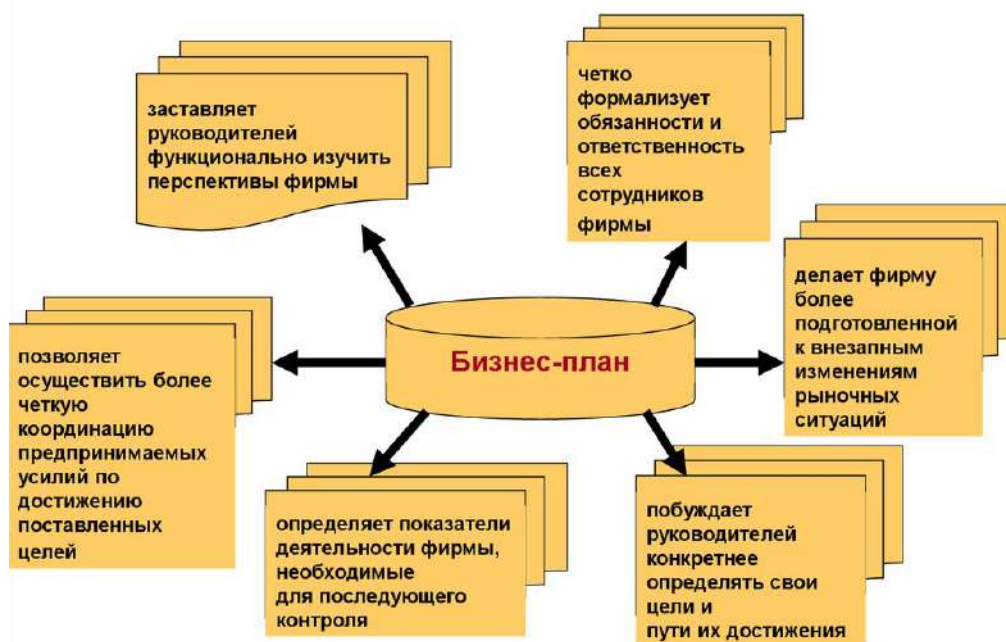 заставляет
руководителей
функционально изучить
перспективы фирмы
четко
формализует
обязанности и
ответственность
всех
сотрудников
фирмы
делает фирму
более
подготовленной
к внезапным
изменениям
рыночных
ситуаций
Бизнес-план
позволяет
осуществить более
четкую
координацию
предпринимаемых
усилий по
достижению
поставленных
целей
определяет показатели
деятельности фирмы,
необходимые
для последующего
контроля
побуждает
руководителей
конкретнее
определять свои
цели и
пути их достижения